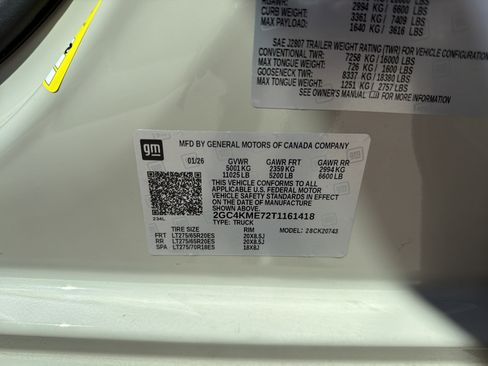 2994 KG / 6600 LBS
CURB WEIGHT: 3361 KG / 7409 LBS
MAX PAYLOAD: 1640 KG / 3616 LBS
SAE J2807 TRAILER WEIGHT RATING (TWR) FOR VEHICLE CONFIGURATION
CONVENTIONAL TWR: 7258 KG / 16000 LBS
MAX TONGUE WT: 726 KG / 1600 LBS
GOOSENECK TWR: 8337 KG / 18380 LBS
MAX TONGUE WT: 1251 KG / 2757 LBS
SEE OWNER'S MANUAL FOR MORE
gm
MFD BY GENERAL MOTORS OF CANADA COMPANY
01/26 GVWR GAWR FRT GAWR RR
5001 KG 2359 KG 2994 KG
11025 LB 5200 LB 6600 LB
THIS VEHICLE CONFORMS TO ALL
APPLICABLE U.S. FEDERAL MOTOR
VEHICLE SAFETY STANDARDS IN EFFECT
ON THE DATE OF MANUFACTURE SHOWN ABOVE.
2GC4KME72T1161418
TYPE: TRUCK
234L
TIRE SIZE RIM MODEL: 28CK20743
FRT LT275/65R20ES 20X8.5J
RR LT275/65R20ES 20X8.5J
SPA LT275/70R18ES 18X8J